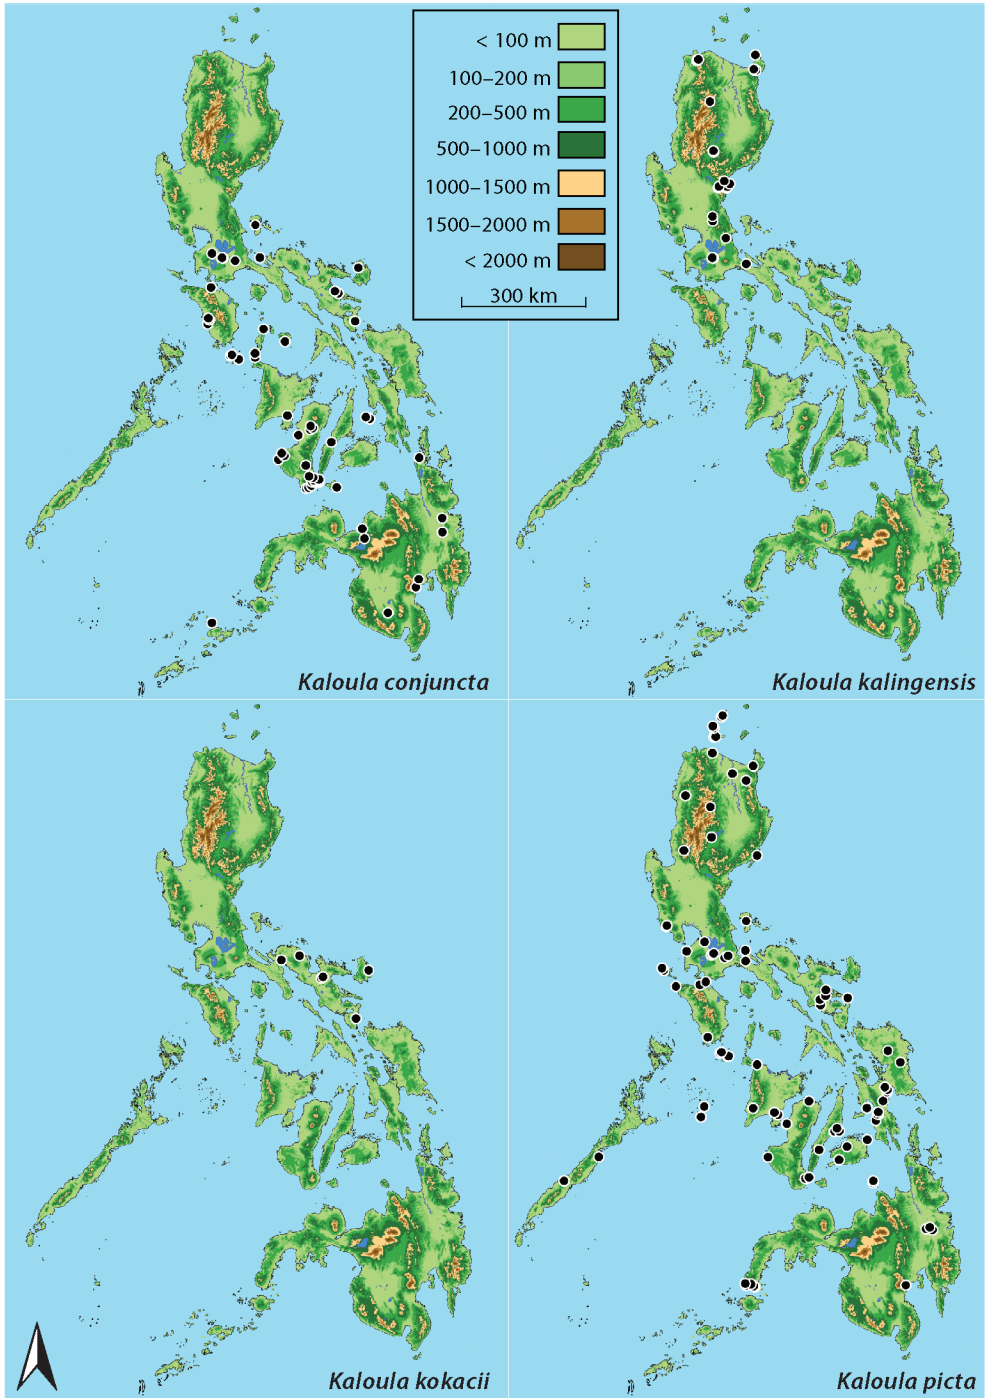 < 100 m
100–200 m
200–500 m
500–1000 m
1000–1500 m
1500–2000 m
< 2000 m
300 km
Kaloula conjuncta
Kaloula kalingensis
Kaloula kokacii
Kaloula picta